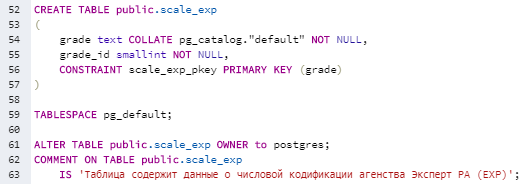 52 CREATE TABLE public.scale_exp
53 (
54 grade text COLLATE pg_catalog."default" NOT NULL,
55 grade_id smallint NOT NULL,
56 CONSTRAINT scale_exp_pkey PRIMARY KEY (grade)
57 )
58
59 TABLESPACE pg_default;
60
61 ALTER TABLE public.scale_exp OWNER to postgres;
62 COMMENT ON TABLE public.scale_exp
63 IS 'Таблица содержит данные о числовой кодификации агенства Эксперт РА (EXP)';